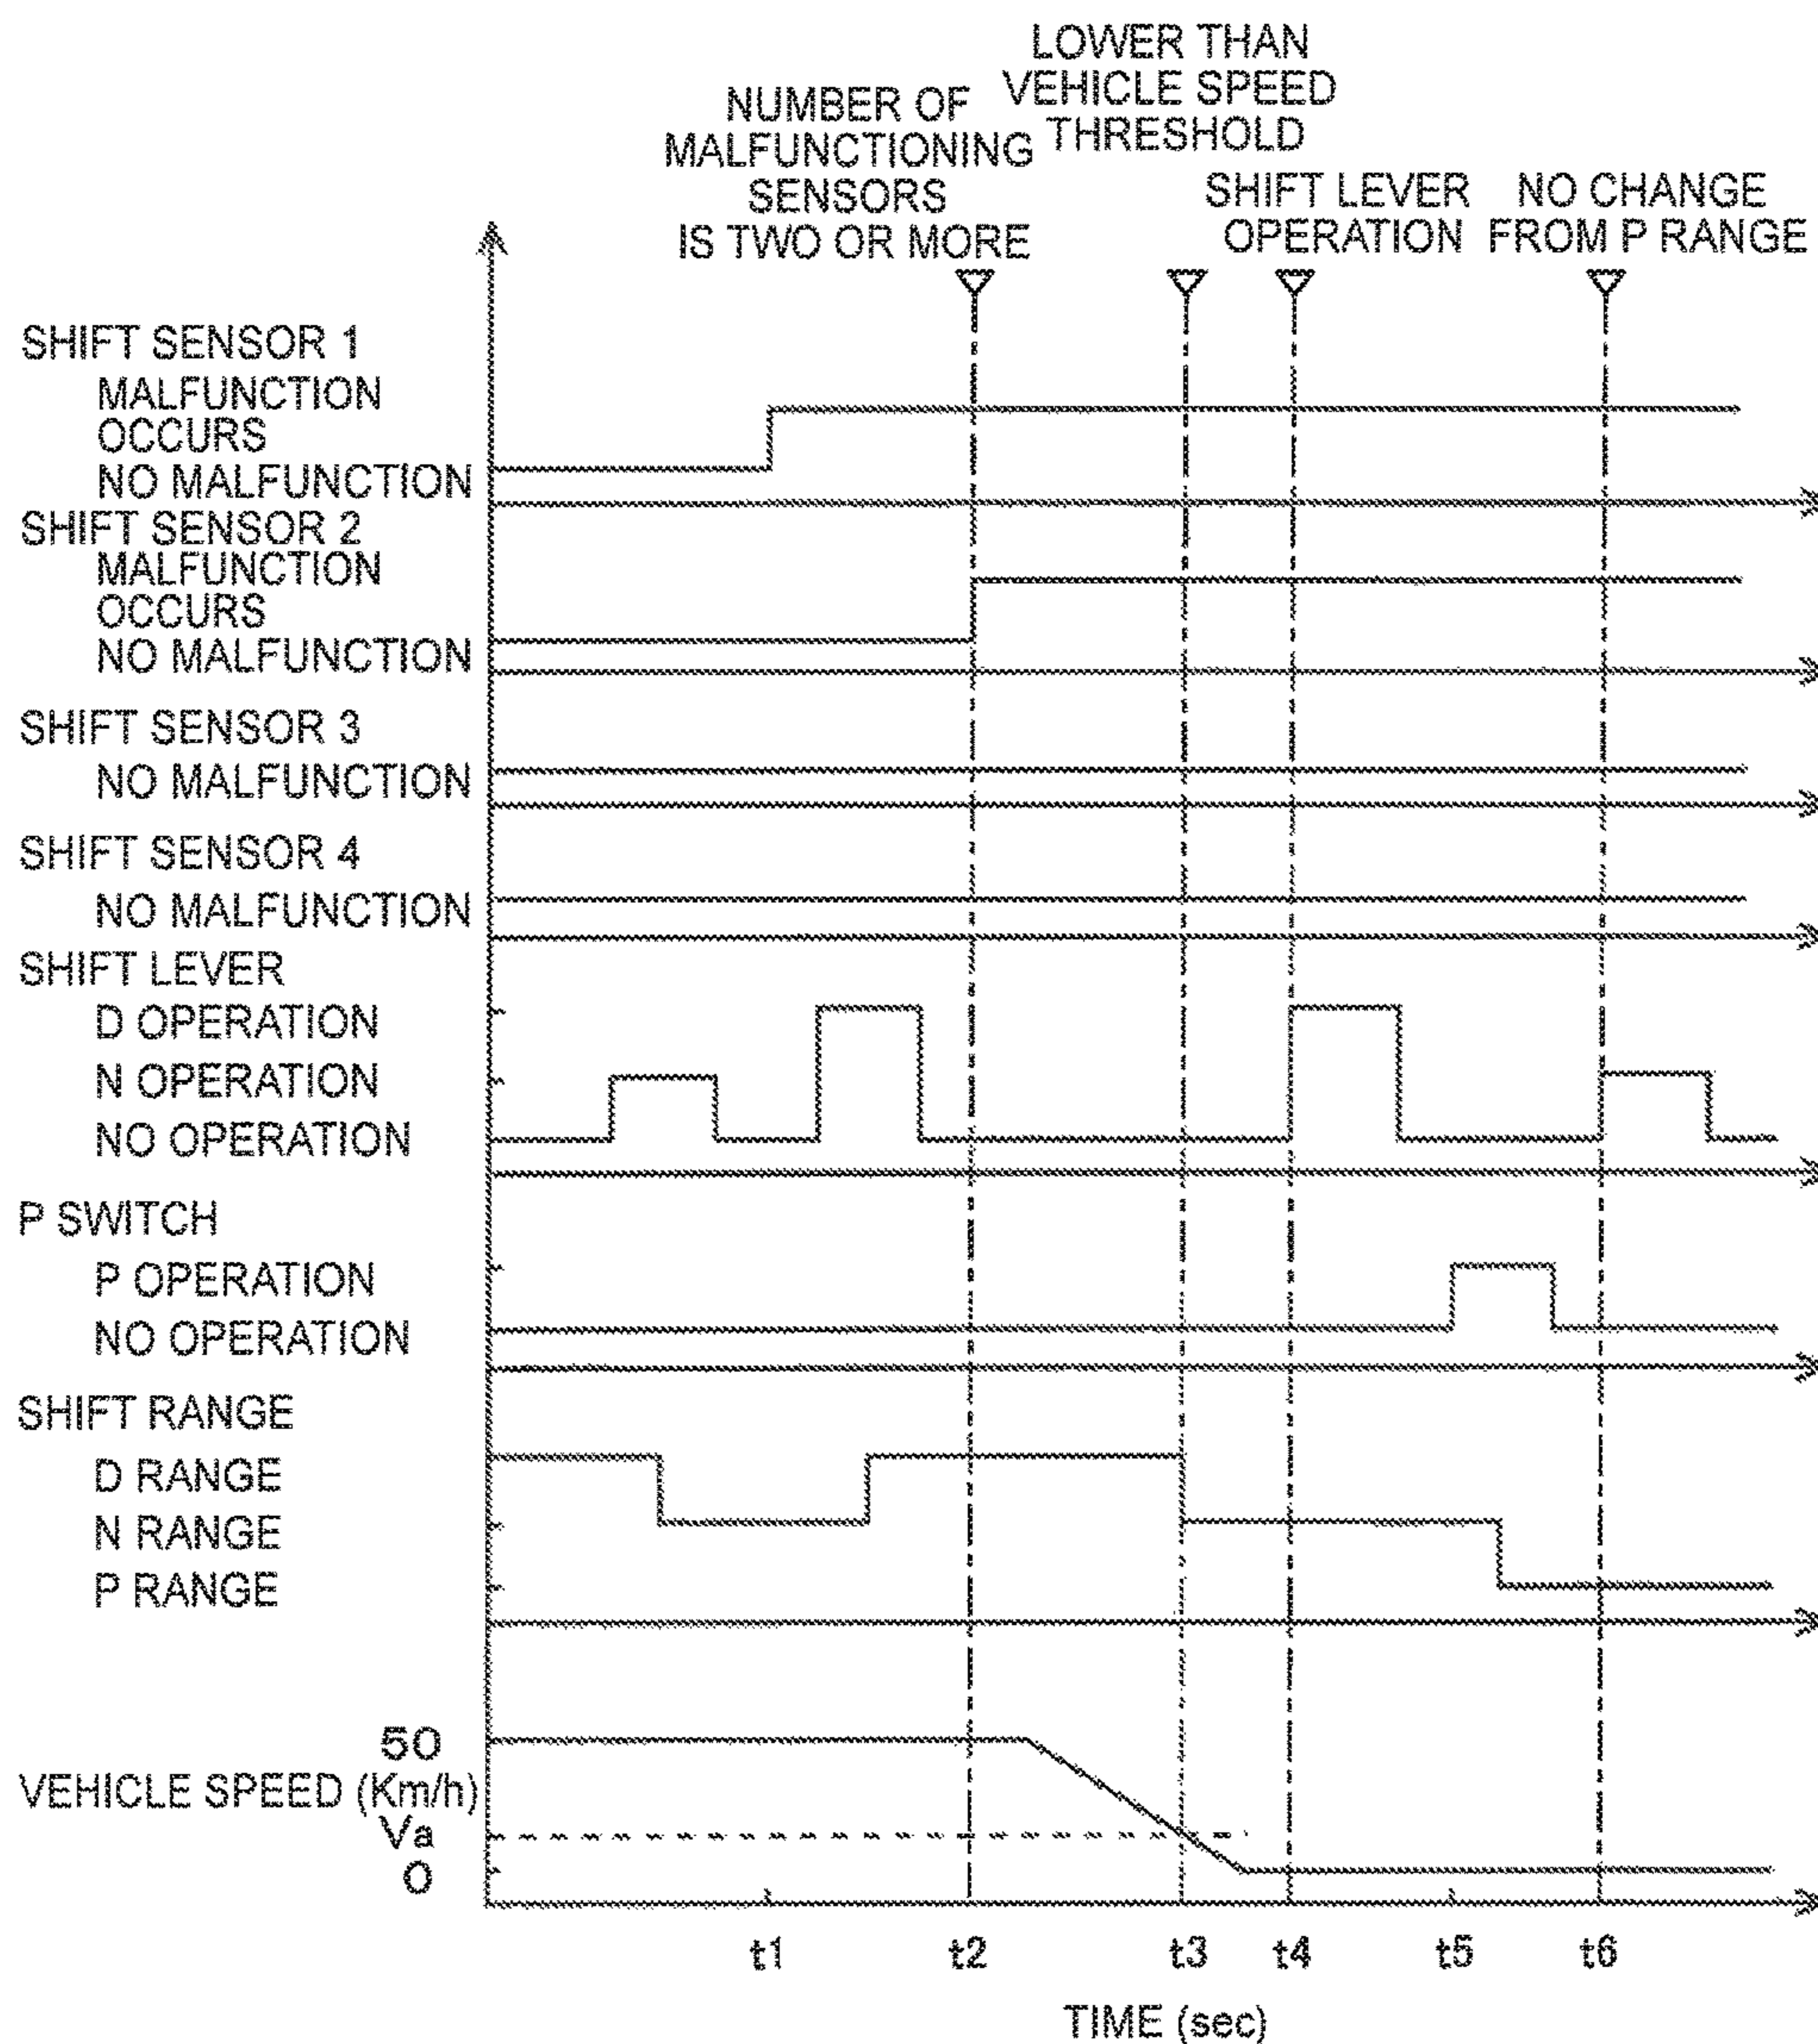 LOWER THAN
VEHICLE SPEED
THRESHOLD
NUMBER OF
MALFUNCTIONING
SENSORS
IS TWO OR MORE
SHIFT LEVER
OPERATION
NO CHANGE
FROM P RANGE
SHIFT SENSOR 1
MALFUNCTION
OCCURS
NO MALFUNCTION
SHIFT SENSOR 2
MALFUNCTION
OCCURS
NO MALFUNCTION
SHIFT SENSOR 3
NO MALFUNCTION
SHIFT SENSOR 4
NO MALFUNCTION
SHIFT LEVER
D OPERATION
N OPERATION
NO OPERATION
P SWITCH
P OPERATION
NO OPERATION
SHIFT RANGE
D RANGE
N RANGE
P RANGE
50
VEHICLE SPEED (Km/h)
Va
0
t1 t2 t3 t4 t5 t6
TIME (sec)